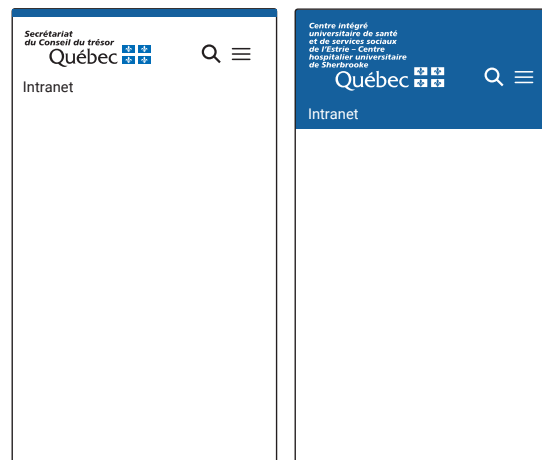 Secrétariat
du Conseil du trésor
Québec
Intranet
Centre intégré
universitaire de santé
et de services sociaux
de l'Estrie – Centre
hospitalier universitaire
de Sherbrooke
Québec
Intranet